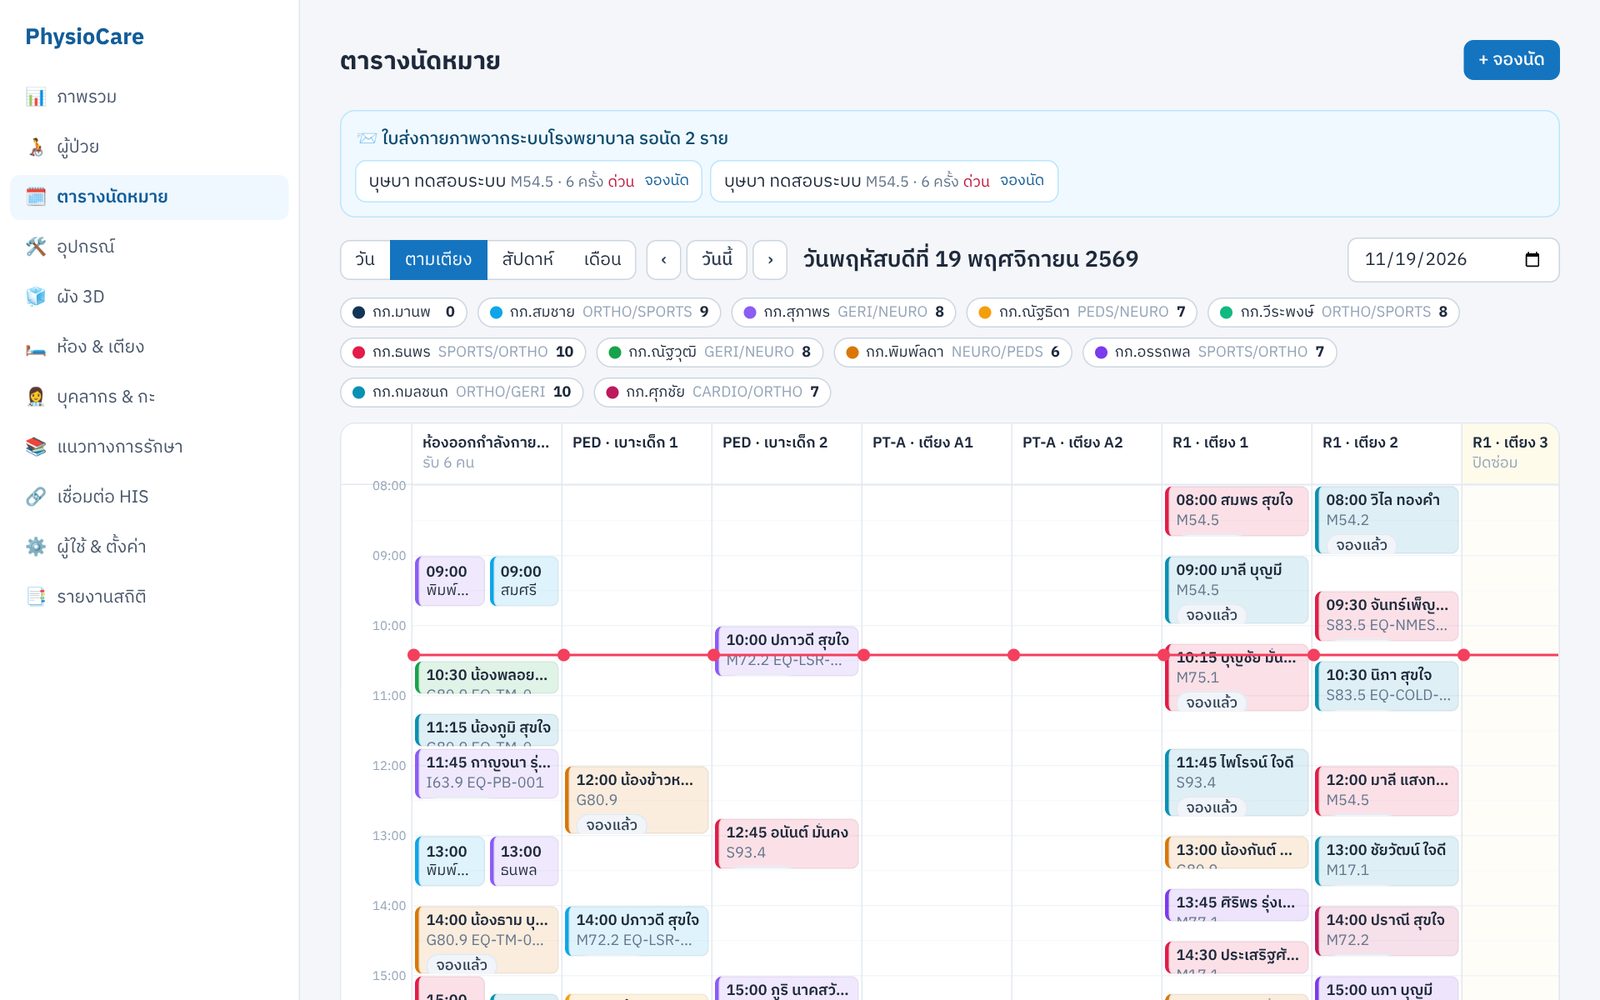 PhysioCare
ภาพรวม
ผู้ป่วย
ตารางนัดหมาย
อุปกรณ์
ผัง 3D
ห้อง & เตียง
บุคลากร & กะ
แนวทางการรักษา
เชื่อมต่อ HIS
ผู้ใช้ & ตั้งค่า
รายงานสถิติ
ตารางนัดหมาย
+ จองนัด
ใบส่งกายภาพจากระบบโรงพยาบาล รอนัด 2 ราย
บุษบา ทดสอบระบบ M54.5 · 6 ครั้ง ด่วน จองนัด
บุษบา ทดสอบระบบ M54.5 · 6 ครั้ง ด่วน จองนัด
วัน ตามเตียง สัปดาห์ เดือน ‹ วันนี้ › วันพฤหัสบดีที่ 19 พฤศจิกายน 2569 11/19/2026
กภ.มานพ 0 กภ.สมชาย ORTHO/SPORTS 9 กภ.สุภาพร GERI/NEURO 8 กภ.ณัฐธิดา PEDS/NEURO 7 กภ.วีระพงษ์ ORTHO/SPORTS 8
กภ.ธนพร SPORTS/ORTHO 10 กภ.ณัฐวุฒิ GERI/NEURO 8 กภ.พิมพ์ลดา NEURO/PEDS 6 กภ.อรรถพล SPORTS/ORTHO 7
กภ.กมลชนก ORTHO/GERI 10 กภ.ศุภชัย CARDIO/ORTHO 7
ห้องออกกำลังกาย... PED · เบาะเด็ก 1 PED · เบาะเด็ก 2 PT-A · เตียง A1 PT-A · เตียง A2 R1 · เตียง 1 R1 · เตียง 2 R1 · เตียง 3
รับ 6 คน ปิดซ่อม
08:00
09:00
10:00
11:00
12:00
13:00
14:00
15:00
09:00
พิมพ์...
09:00
สมศรี
10:30 น้องพลอย...
G80.9 EQ-TM-0...
11:15 น้องภูมิ สุขใจ
G80.9 EQ-TM-0...
11:45 กาญจนา รุ่...
I63.9 EQ-PB-001
13:00
พิมพ์...
13:00
ธนพล
14:00 น้องธาม บุ...
G80.9 EQ-TM-0...
จองแล้ว
15:00
12:00 น้องข้าวห...
G80.9
จองแล้ว
14:00 ปภาวดี สุขใจ
M72.2 EQ-LSR-...
10:00 ปภาวดี สุขใจ
M72.2 EQ-LSR-...
12:45 อนันต์ มั่นคง
S93.4
15:00 ภูริ นาคสวั...
08:00 สมพร สุขใจ
M54.5
09:00 มาลี บุญมี
M54.5
จองแล้ว
10:15 บุญชัย มั่น...
M75.1
จองแล้ว
11:45 ไพโรจน์ ใจดี
S93.4
จองแล้ว
13:00 น้องกันต์ ...
G80.9
13:45 ศิริพร รุ่งเ...
M77.1
14:30 ประเสริฐศั...
M17.1
08:00 วิไล ทองคำ
M54.2
จองแล้ว
09:30 จันทร์เพ็ญ...
S83.5 EQ-NMES...
10:30 นิภา สุขใจ
S83.5 EQ-COLD-...
12:00 มาลี แสงท...
M54.5
13:00 ชัยวัฒน์ ใจดี
M17.1
14:00 ปราณี สุขใจ
M72.2
15:00 นภา บุญมี